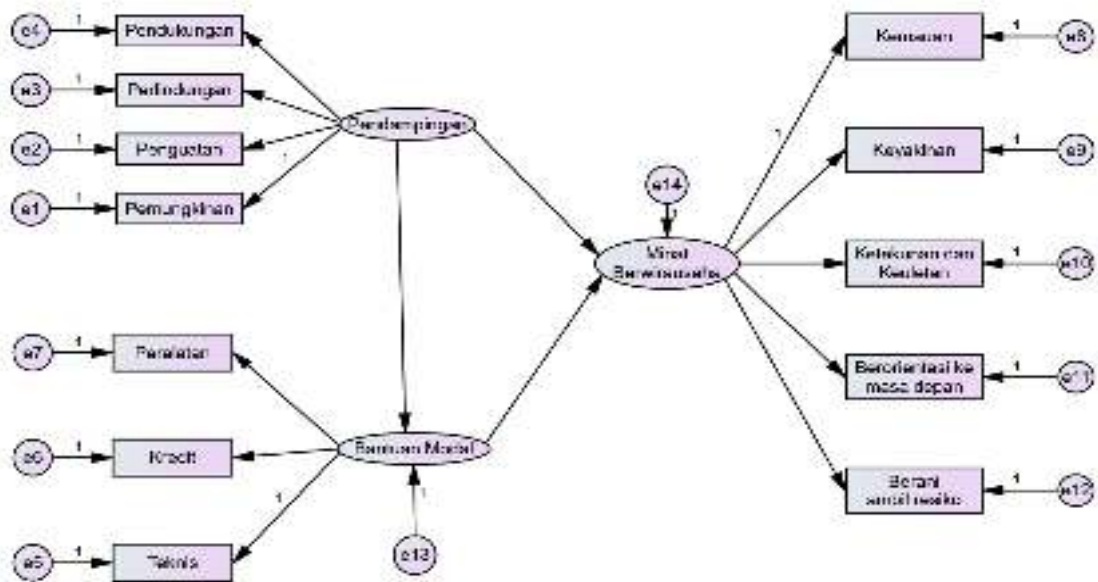 e4
1
Pendukungan
e3
1
Perlindungan
e2
1
Penguatan
e1
1
Pemungkinan
1
Pendampingan
e7
1
Peralatan
e6
1
Kredit
e5
1
Teknis
1
Bantuan Modal
1
e13
e14
1
Minat
Berwirausaha
1
Kemauan
1
e8
Keyakinan
1
e9
Ketekunan dan
Keuletan
1
e10
Berorientasi ke
masa depan
1
e11
Berani
ambil resiko
1
e12